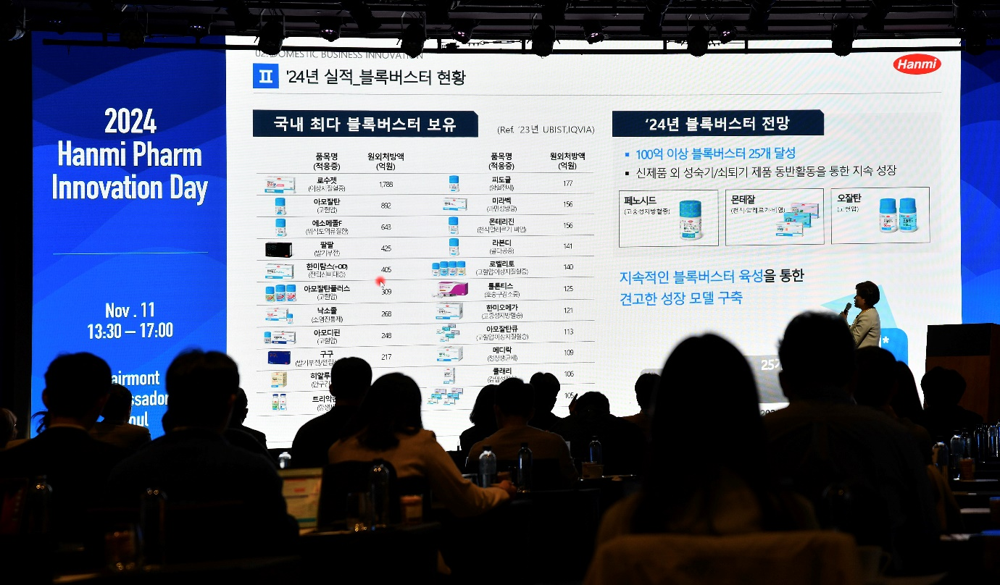 2024
Hanmi Pharm
Innovation Day
Nov . 11
13:30 – 17:00
airmont
ssador
oul
02. DOMESTIC BUSINESS INNOVATION
Ⅱ '24년 실적_블록버스터 현황
Hanmi
국내 최다 블록버스터 보유
(Ref. '23년 UBIST,IQVIA)
품목명 원외처방액 품목명 원외처방액
(적응증) (억원) (적응증) (억원)
로수젯 1,788 피도글 177
(이상지질혈증) (항혈전제)
아모잘탄 892 미라벡 156
(고혈압) (과민성방광)
에소메졸F 643 몬테리진 156
(위식도역류질환) (천식알레르기 비염)
팔팔 425 라본디 141
(발기부전) (골다공증)
한미탐스(+OD) 405 로벨리토 140
(전립선비대증) (고혈압이상지질혈증)
아모잘탄플러스 309 롤론티스 125
(고혈압) (호중구감소증)
낙소졸 268 한미오메가 121
(소염진통제) (고중성지방혈증)
아모디핀 248 아모잘탄큐 113
(고혈압) (고혈압이상지질혈증)
구구 217 메디락 109
(발기부전/전립 (정장생균제)
히알루 클래리 106
(안구건
트리악 105
(항생제
'24년 블록버스터 전망
▪ 100억 이상 블록버스터 25개 달성
▪ 신제품 외 성숙기/쇠퇴기 제품 동반활동을 통한 지속 성장
페노시드
(고중성지방혈증)
몬테잘
(천식·알레르기비염)
오잘탄
(고혈압)
지속적인 블록버스터 육성을 통한
견고한 성장 모델 구축
*
25개